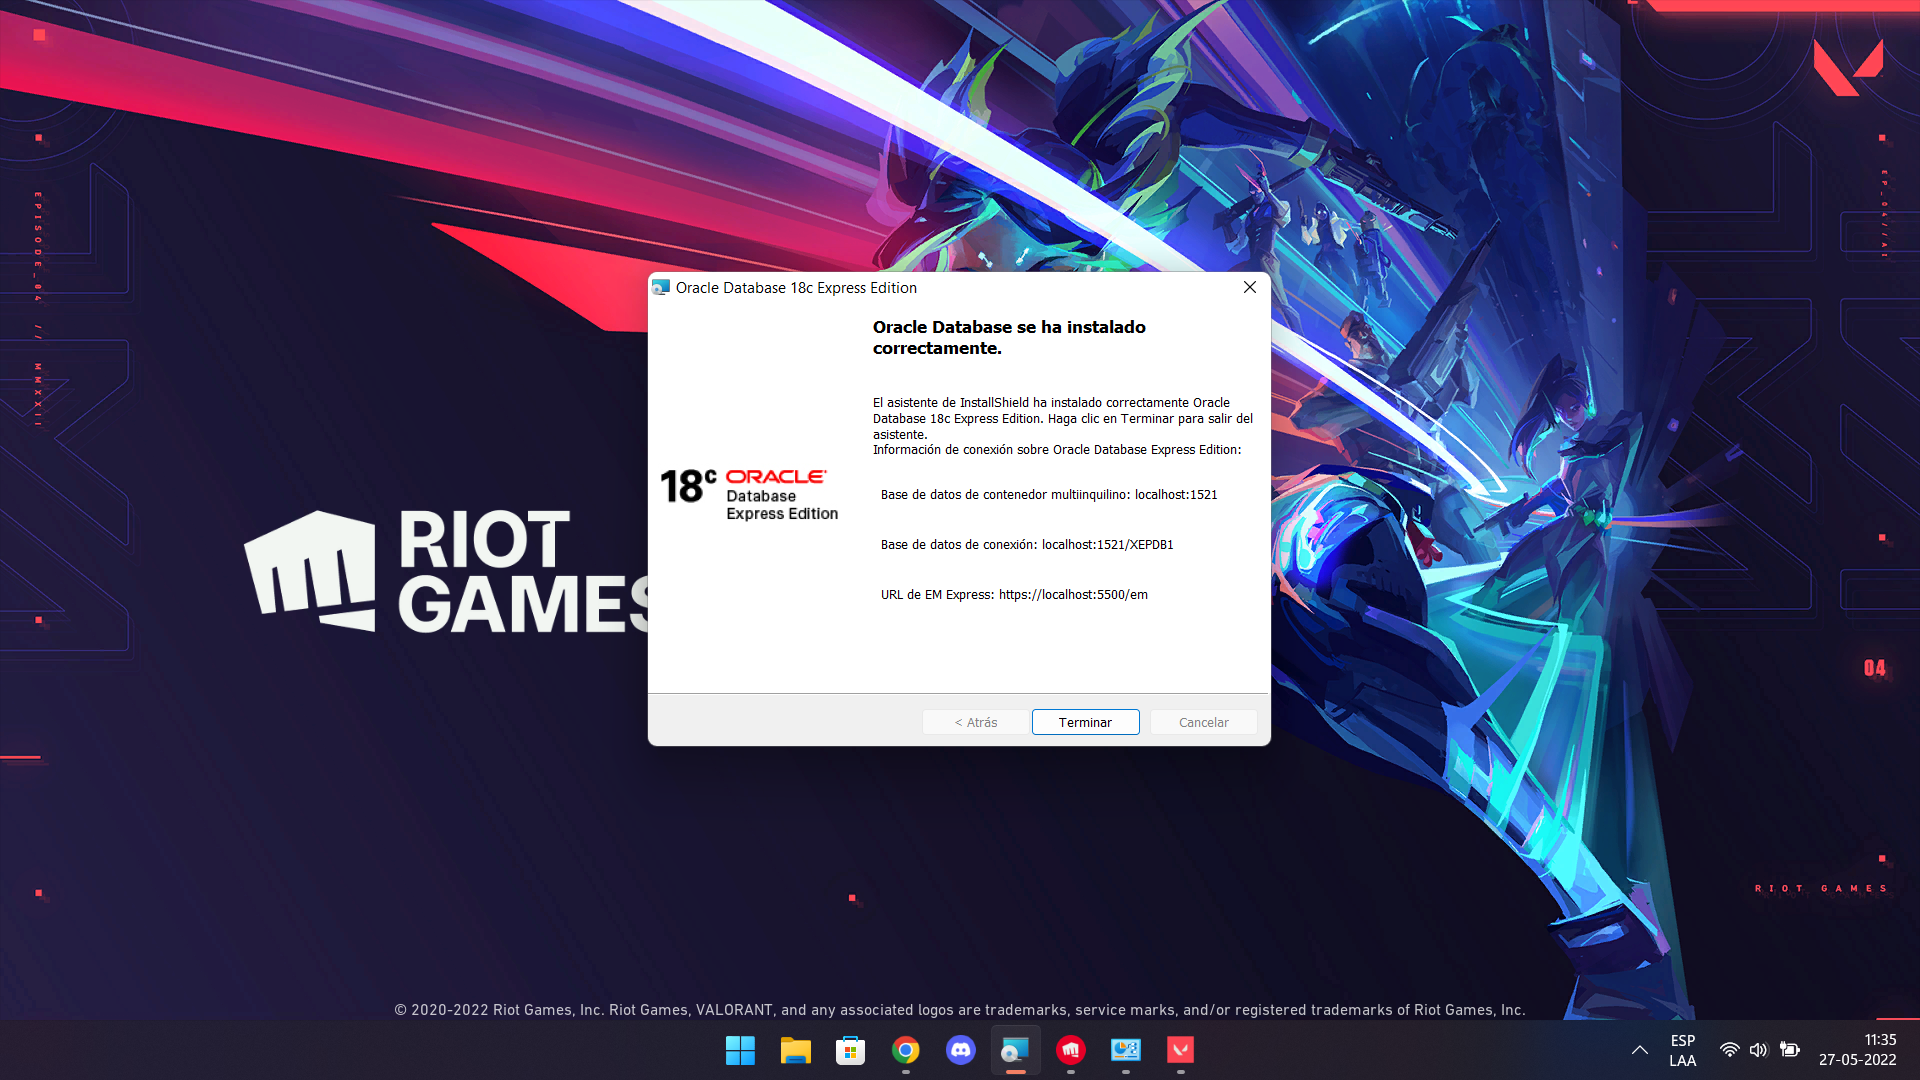 EPISODE_04 // MMXXII
EP_04//A1
Oracle Database 18c Express Edition
Oracle Database se ha instalado
correctamente.
El asistente de InstallShield ha instalado correctamente Oracle
Database 18c Express Edition. Haga clic en Terminar para salir del
asistente.
Información de conexión sobre Oracle Database Express Edition:
18c ORACLE
Database
Express Edition
Base de datos de contenedor multiinquilino: localhost:1521
Base de datos de conexión: localhost:1521/XEPDB1
URL de EM Express: https://localhost:5500/em
< Atrás
Terminar
Cancelar
RIOT
GAMES
04
RIOT GAMES
© 2020-2022 Riot Games, Inc. Riot Games, VALORANT, and any associated logos are trademarks, service marks, and/or registered trademarks of Riot Games, Inc.
ESP
LAA
11:35
27-05-2022